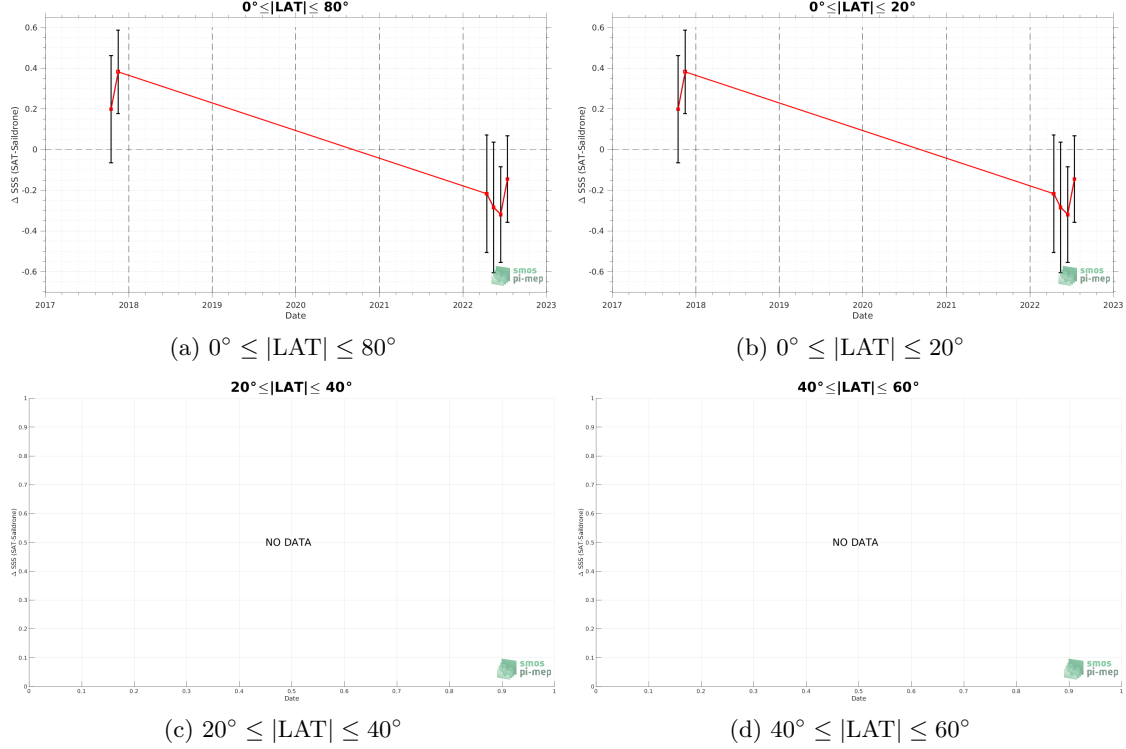 0°≤|LAT|≤ 80°
0.6
0.4
0.2
0
-0.2
-0.4
-0.6
Δ SSS (SAT-Saildrone)
2017 2018 2019 2020 2021 2022 2023
Date
smos
pi-mep
(a) 0° ≤ |LAT| ≤ 80°
0°≤|LAT|≤ 20°
0.6
0.4
0.2
0
-0.2
-0.4
-0.6
Δ SSS (SAT-Saildrone)
2017 2018 2019 2020 2021 2022 2023
Date
smos
pi-mep
(b) 0° ≤ |LAT| ≤ 20°
20°≤|LAT|≤ 40°
1
0.9
0.8
0.7
0.6
0.5
0.4
0.3
0.2
0.1
0
Δ SSS (SAT-Saildrone)
NO DATA
0 0.1 0.2 0.3 0.4 0.5 0.6 0.7 0.8 0.9 1
Date
smos
pi-mep
(c) 20° ≤ |LAT| ≤ 40°
40°≤|LAT|≤ 60°
1
0.9
0.8
0.7
0.6
0.5
0.4
0.3
0.2
0.1
0
Δ SSS (SAT-Saildrone)
NO DATA
0 0.1 0.2 0.3 0.4 0.5 0.6 0.7 0.8 0.9 1
Date
smos
pi-mep
(d) 40° ≤ |LAT| ≤ 60°